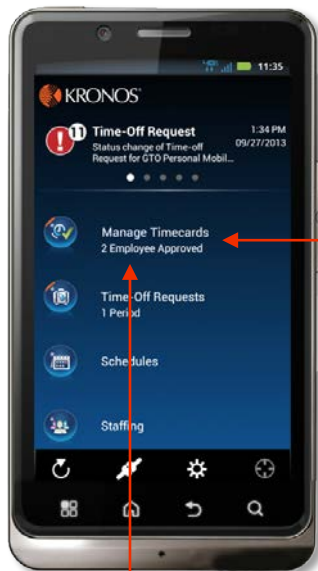 11:35
KRONOS
11
Time-Off Request
1:34 PM
Status change of Time-off
09/27/2013
Request for GTO Personal Mobil...
Manage Timecards
2 Employee Approved
Time-Off Requests
1 Period
Schedules
Staffing